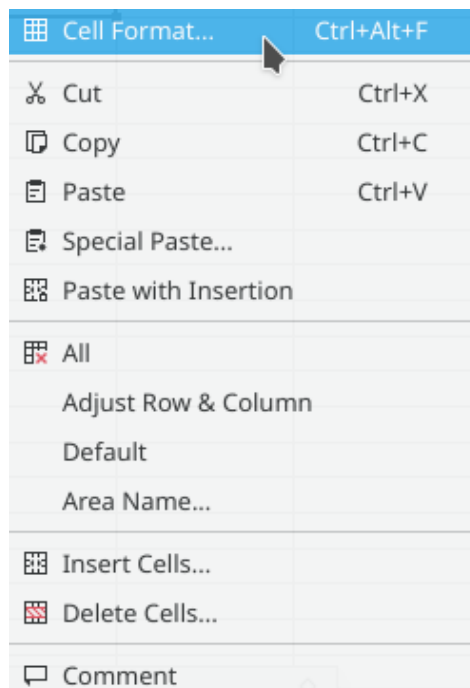 Cell Format... Ctrl+Alt+F
Cut Ctrl+X
Copy Ctrl+C
Paste Ctrl+V
Special Paste...
Paste with Insertion
All
Adjust Row & Column
Default
Area Name...
Insert Cells...
Delete Cells...
Comment